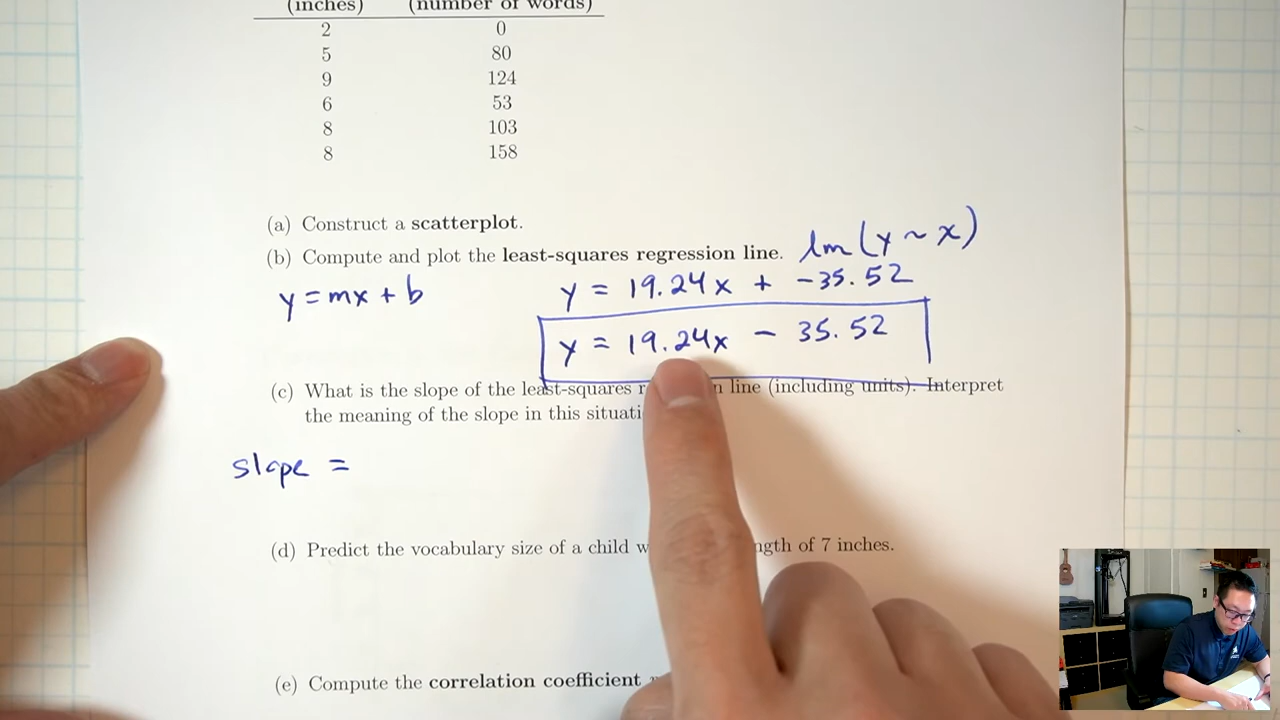 (inches) (number of words)
2 0
5 80
9 124
6 53
8 103
8 158
(a) Construct a scatterplot.
(b) Compute and plot the least-squares regression line. lm(y ~ x)
y = mx + b y = 19.24x + -35.52
y = 19.24x - 35.52
(c) What is the slope of the least-squares line (including units). Interpret
the meaning of the slope in this
slope =
(d) Predict the vocabulary size of a child of 7 inches.
(e) Compute the correlation coefficient